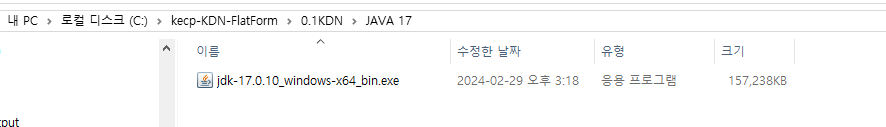 내 PC › 로컬 디스크 (C:) › kecp-KDN-FlatForm › 0.1KDN › JAVA 17
이름 수정한 날짜 유형 크기
jdk-17.0.10_windows-x64_bin.exe 2024-02-29 오후 3:18 응용 프로그램 157,238KB